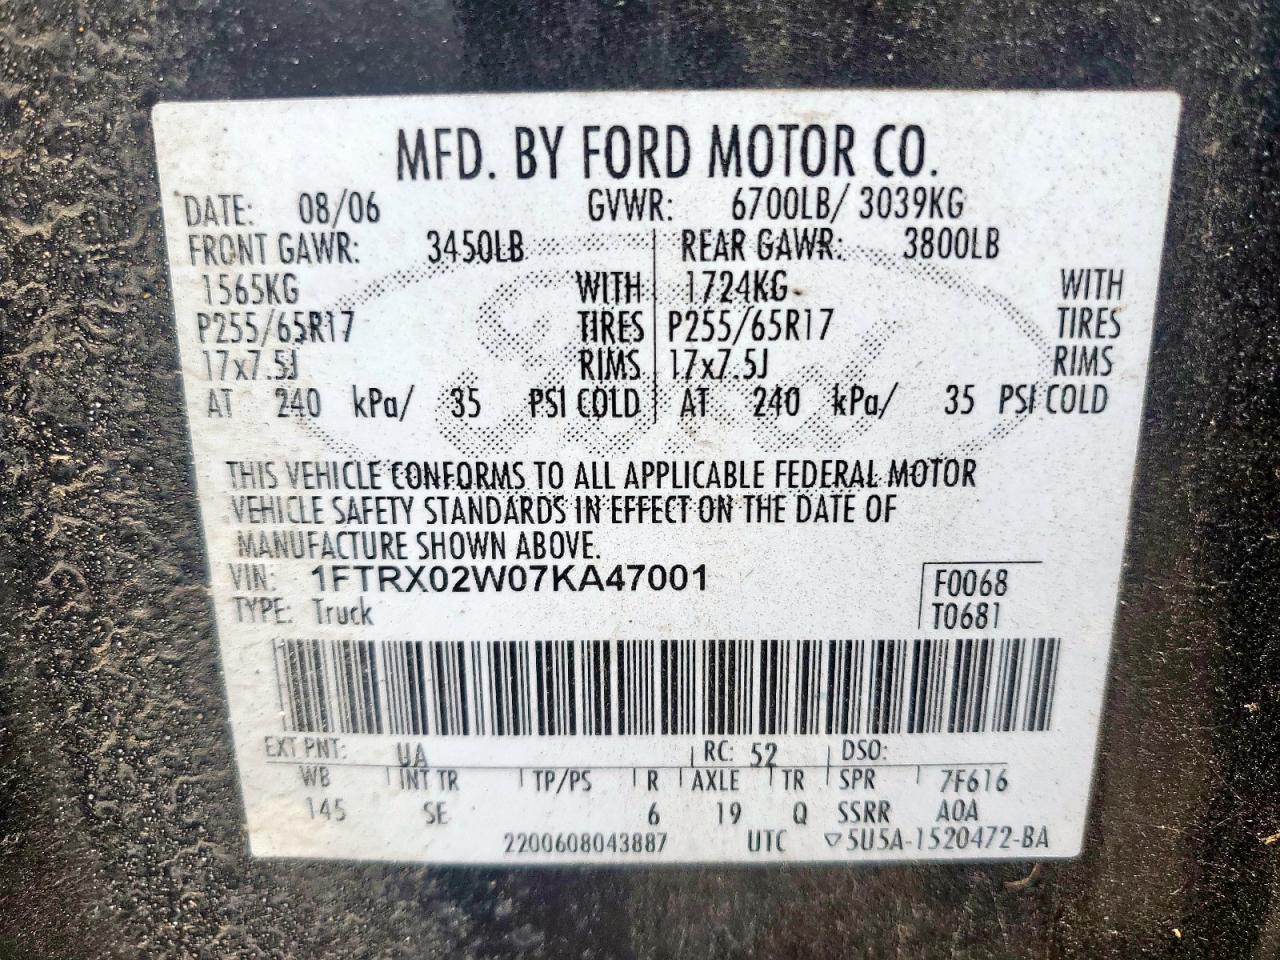 MFD. BY FORD MOTOR CO.
DATE: 08/06 GVWR: 6700LB/ 3039KG
FRONT GAWR: 3450LB REAR GAWR: 3800LB
1565KG WITH 1724KG WITH
P255/65R17 TIRES P255/65R17 TIRES
17x7.5J RIMS 17x7.5J RIMS
AT 240 kPa/ 35 PSI COLD AT 240 kPa/ 35 PSI COLD
THIS VEHICLE CONFORMS TO ALL APPLICABLE FEDERAL MOTOR
VEHICLE SAFETY STANDARDS IN EFFECT ON THE DATE OF
MANUFACTURE SHOWN ABOVE.
VIN: 1FTRX02W07KA47001 F0068
TYPE: Truck T0681
EXT PNT: UA RC: 52 DSO:
WB INT TR TP/PS R AXLE TR SPR 7F616
145 SE 6 19 Q SSRR AOA
2200608043887 UTC ▽5U5A-1520472-BA